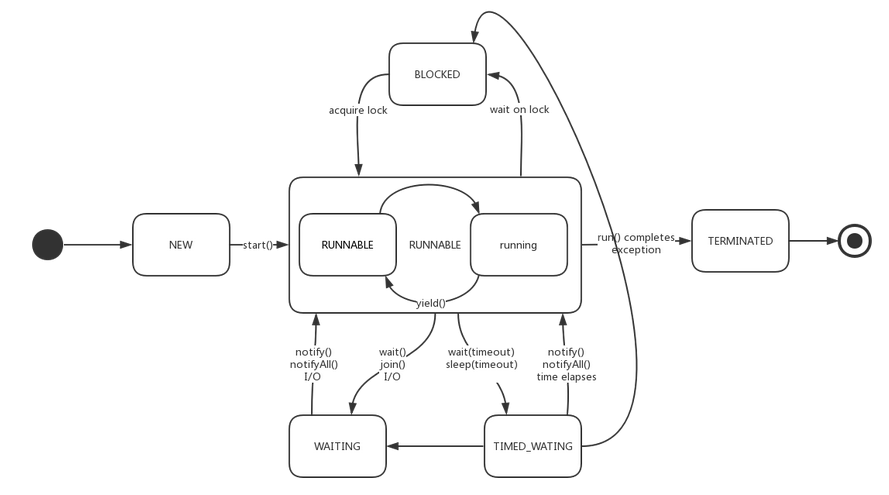 BLOCKED
acquire lock
wait on lock
NEW
start()
RUNNABLE
RUNNABLE
running
yield()
run() completes
exception
TERMINATED
notify()
notifyAll()
I/O
wait()
join()
I/O
wait(timeout)
sleep(timeout)
notify()
notifyAll()
time elapses
WAITING
TIMED_WATING